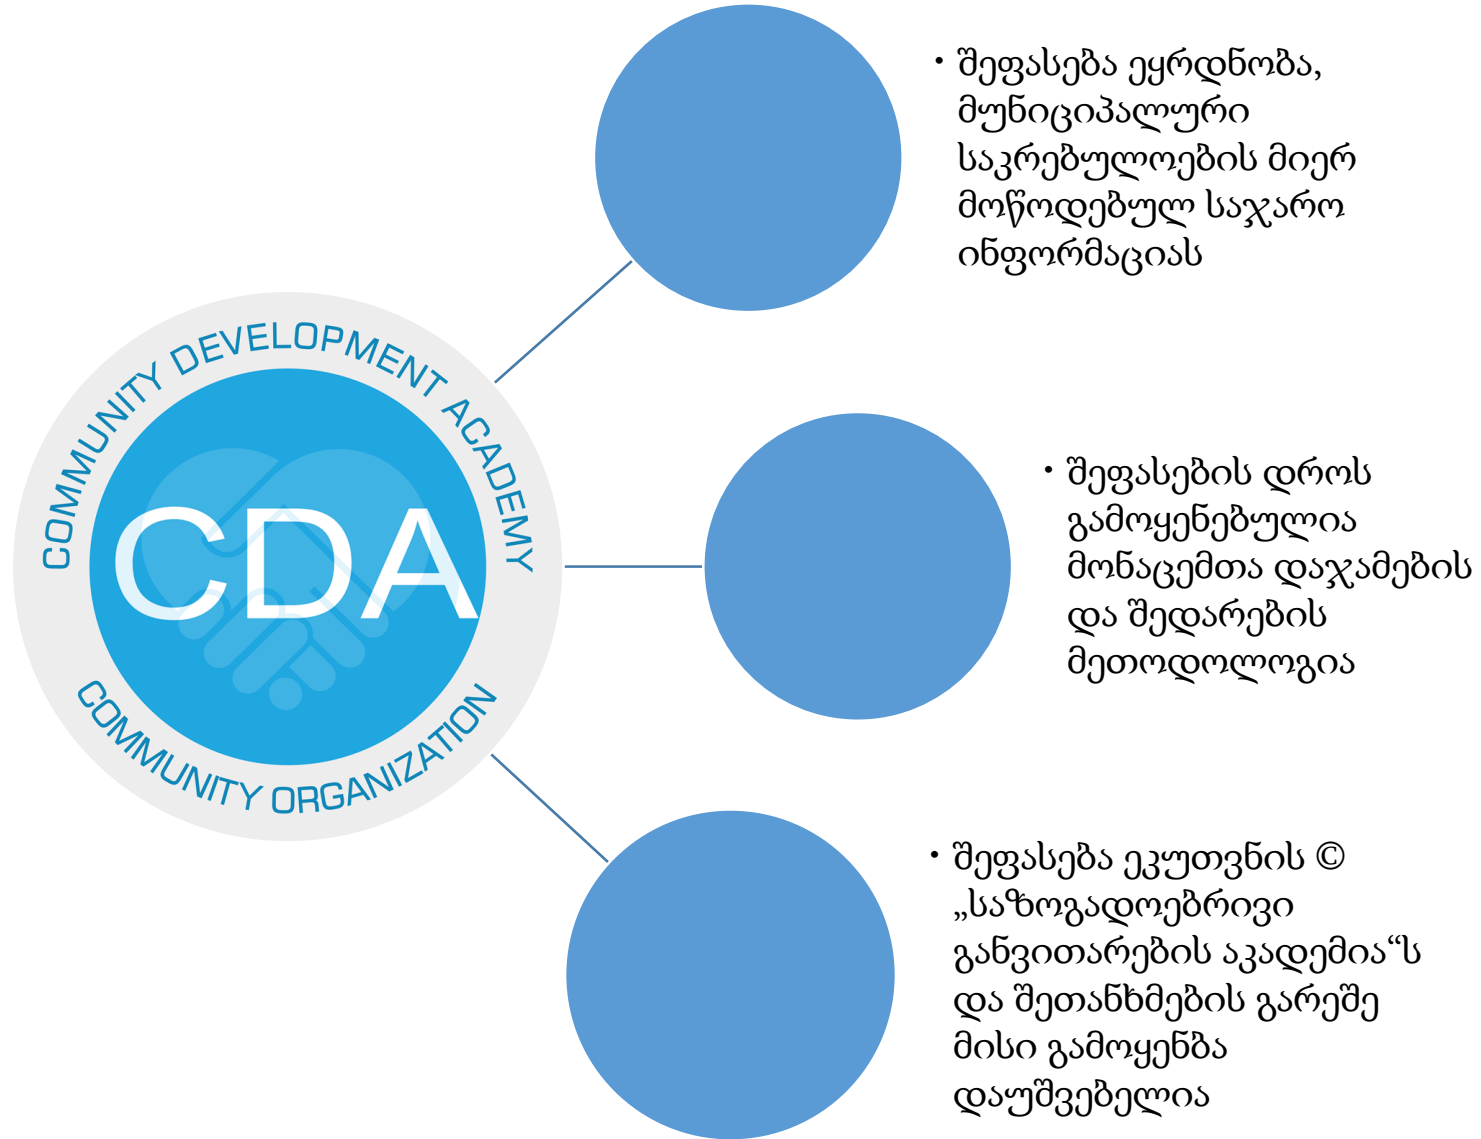 • შეფასება ეყრდნობა,
მუნიციპალური
საკრებულოების მიერ
მოწოდებულ საჯარო
ინფორმაციას
COMMUNITY DEVELOPMENT ACADEMY
CDA
COMMUNITY ORGANIZATION
• შეფასების დროს
გამოყენებულია
მონაცემთა დაჯამების
და შედარების
მეთოდოლოგია
• შეფასება ეკუთვნის ©
„საზოგადოებრივი
განვითარების აკადემია“ს
და შეთანხმების გარეშე
მისი გამოყენბა
დაუშვებელია